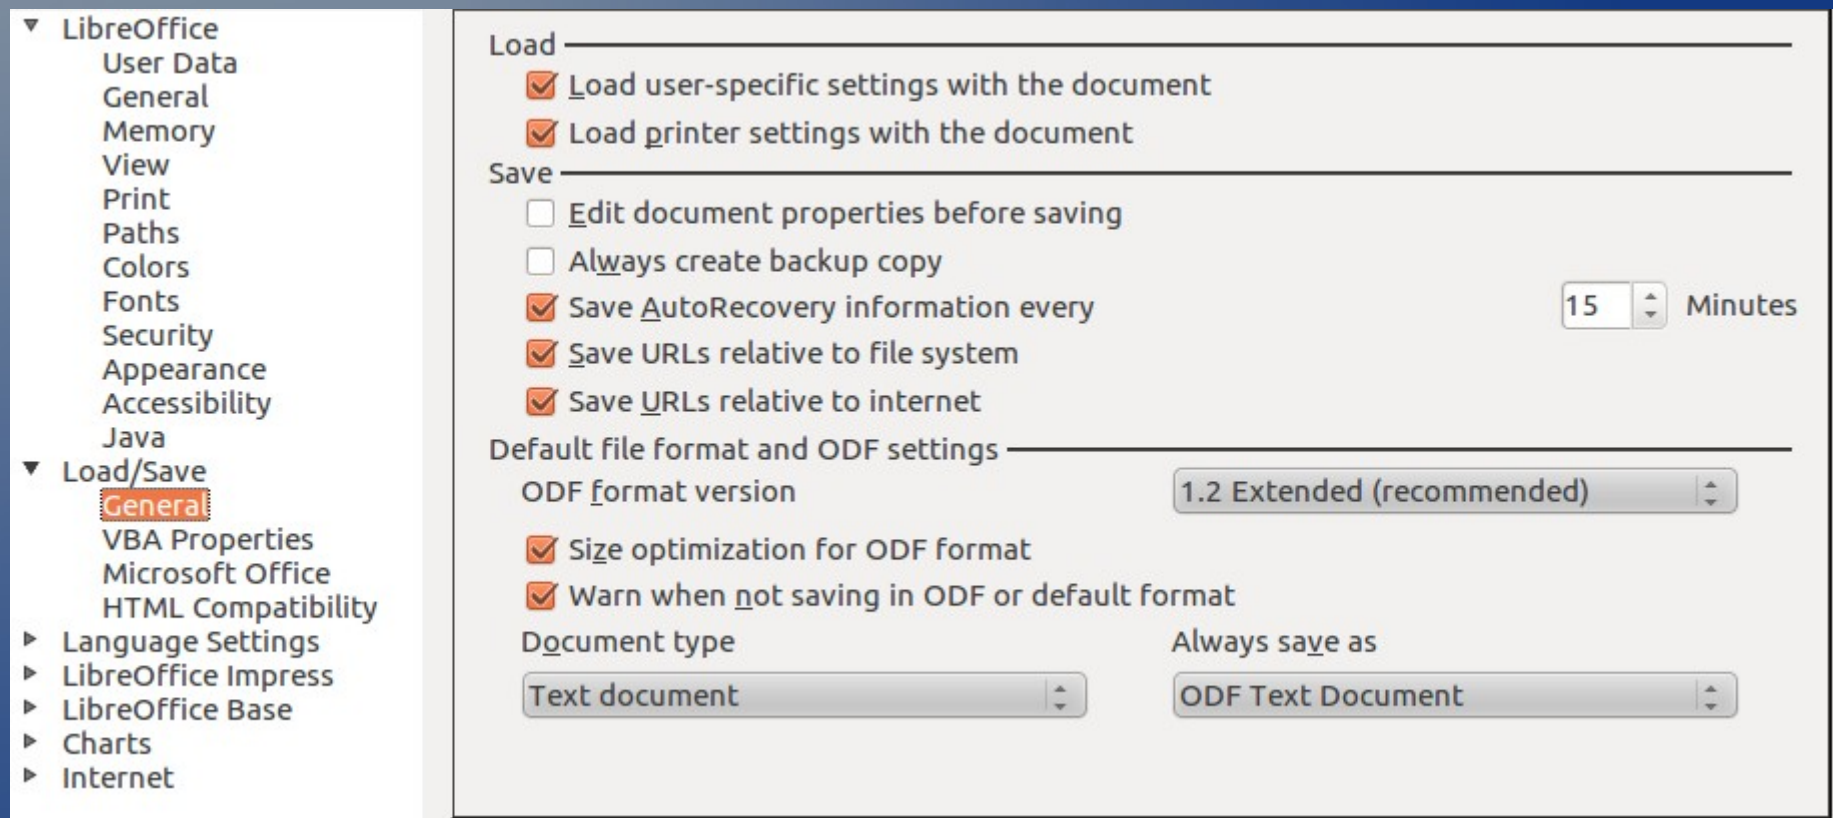 LibreOffice
User Data
General
Memory
View
Print
Paths
Colors
Fonts
Security
Appearance
Accessibility
Java
Load/Save
General
VBA Properties
Microsoft Office
HTML Compatibility
Language Settings
LibreOffice Impress
LibreOffice Base
Charts
Internet
Load
Load user-specific settings with the document
Load printer settings with the document
Save
Edit document properties before saving
Always create backup copy
Save AutoRecovery information every 15 Minutes
Save URLs relative to file system
Save URLs relative to internet
Default file format and ODF settings
ODF format version 1.2 Extended (recommended)
Size optimization for ODF format
Warn when not saving in ODF or default format
Document type Always save as
Text document ODF Text Document